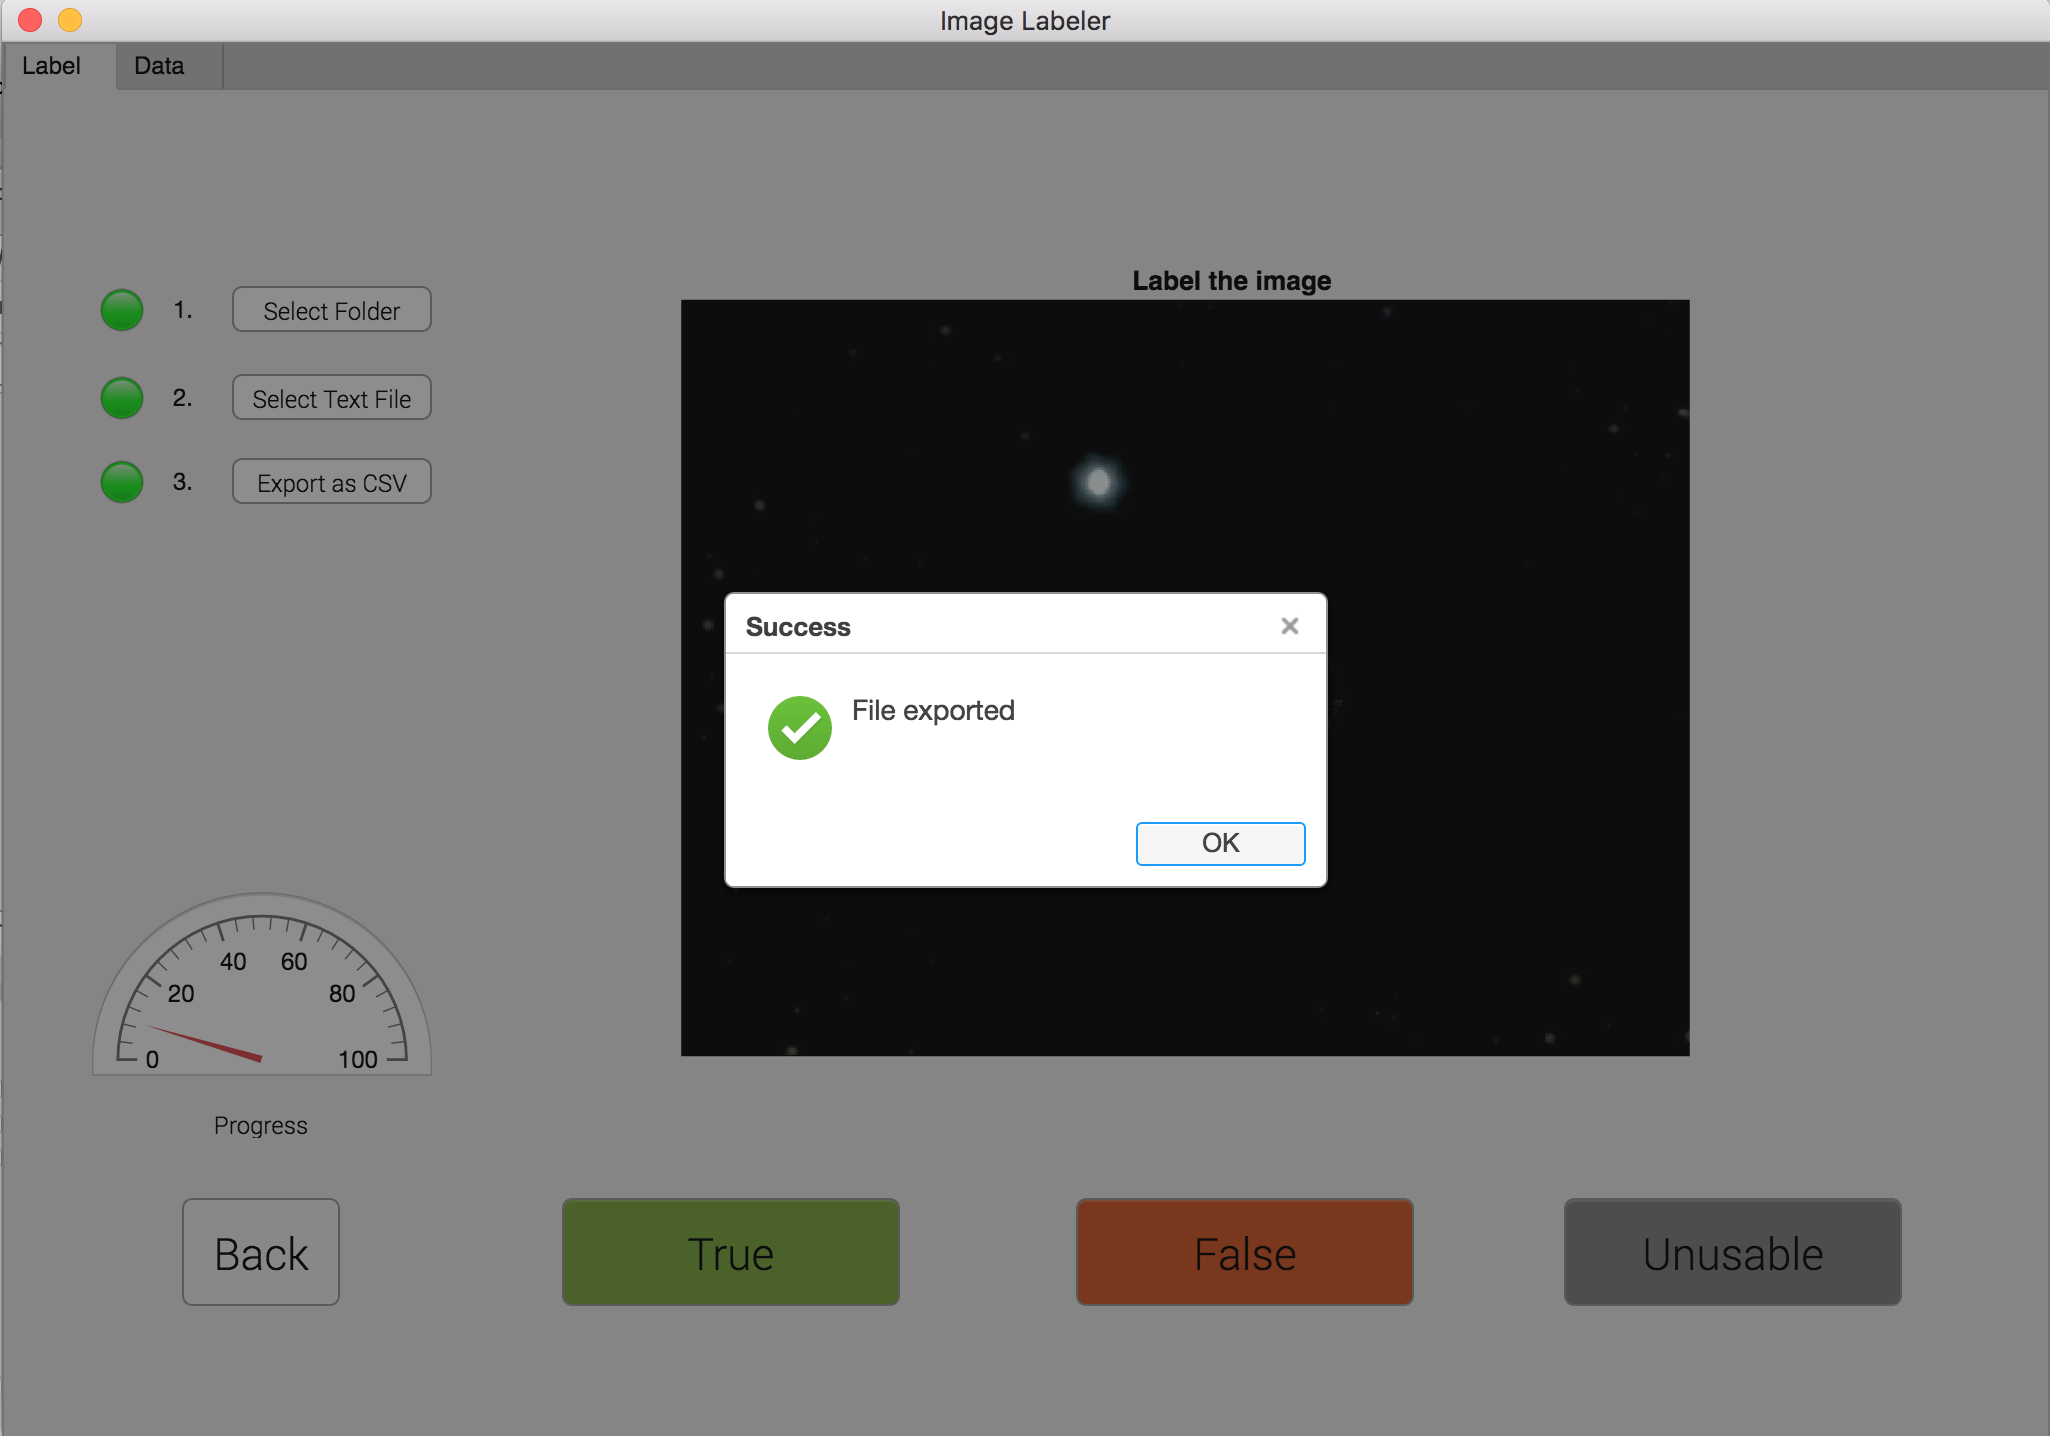 Image Labeler
Label Data
Label the image
1. Select Folder
2. Select Text File
3. Export as CSV
Success
File exported
OK
0 20 40 60 80 100
Progress
Back True False Unusable